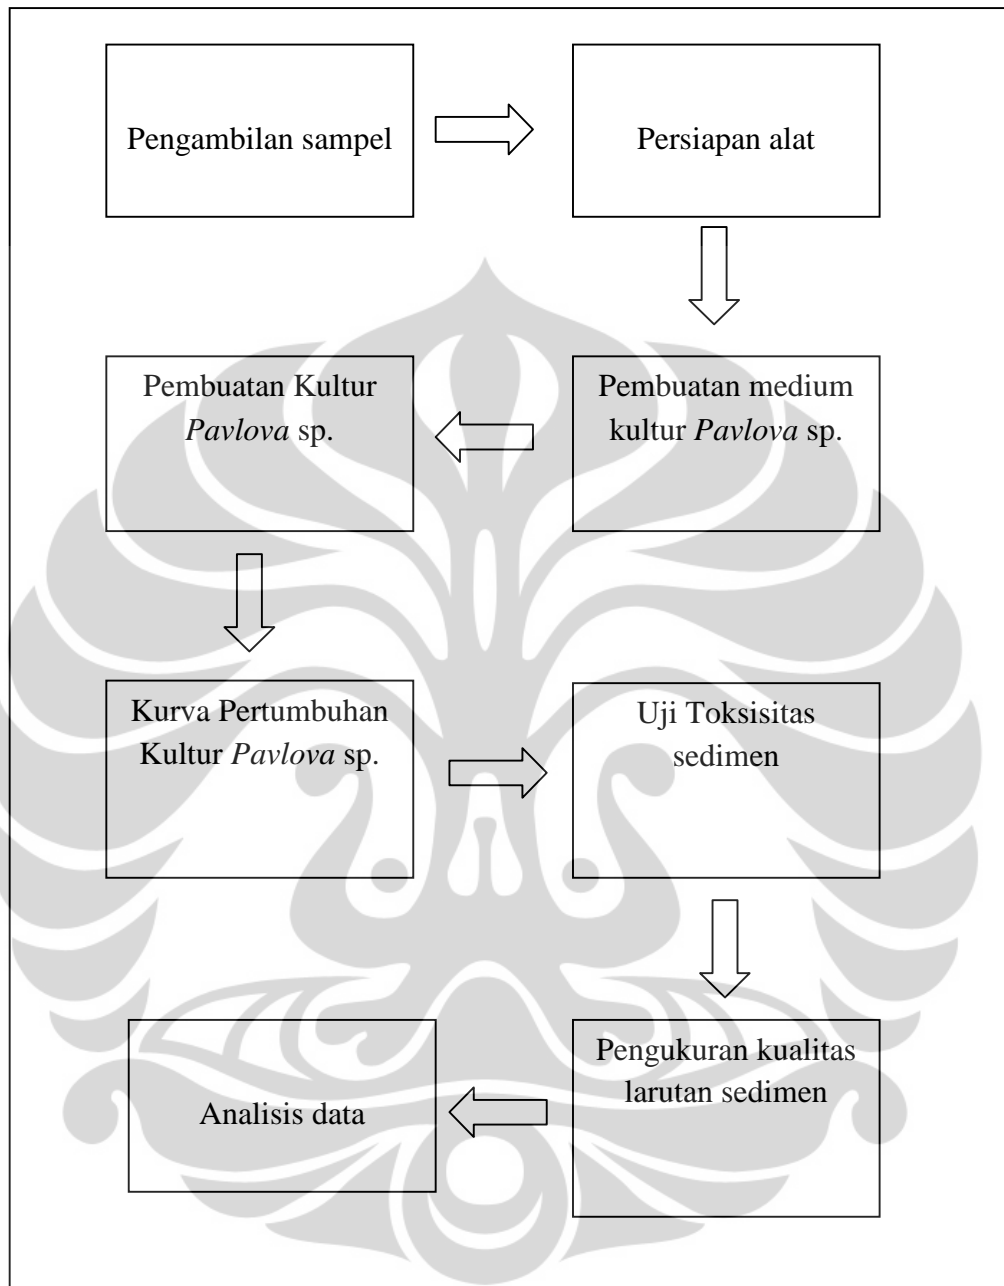 Pengambilan sampel
Persiapan alat
Pembuatan medium
kultur Pavlova sp.
Pembuatan Kultur
Pavlova sp.
Kurva Pertumbuhan
Kultur Pavlova sp.
Uji Toksisitas
sedimen
Pengukuran kualitas
larutan sedimen
Analisis data